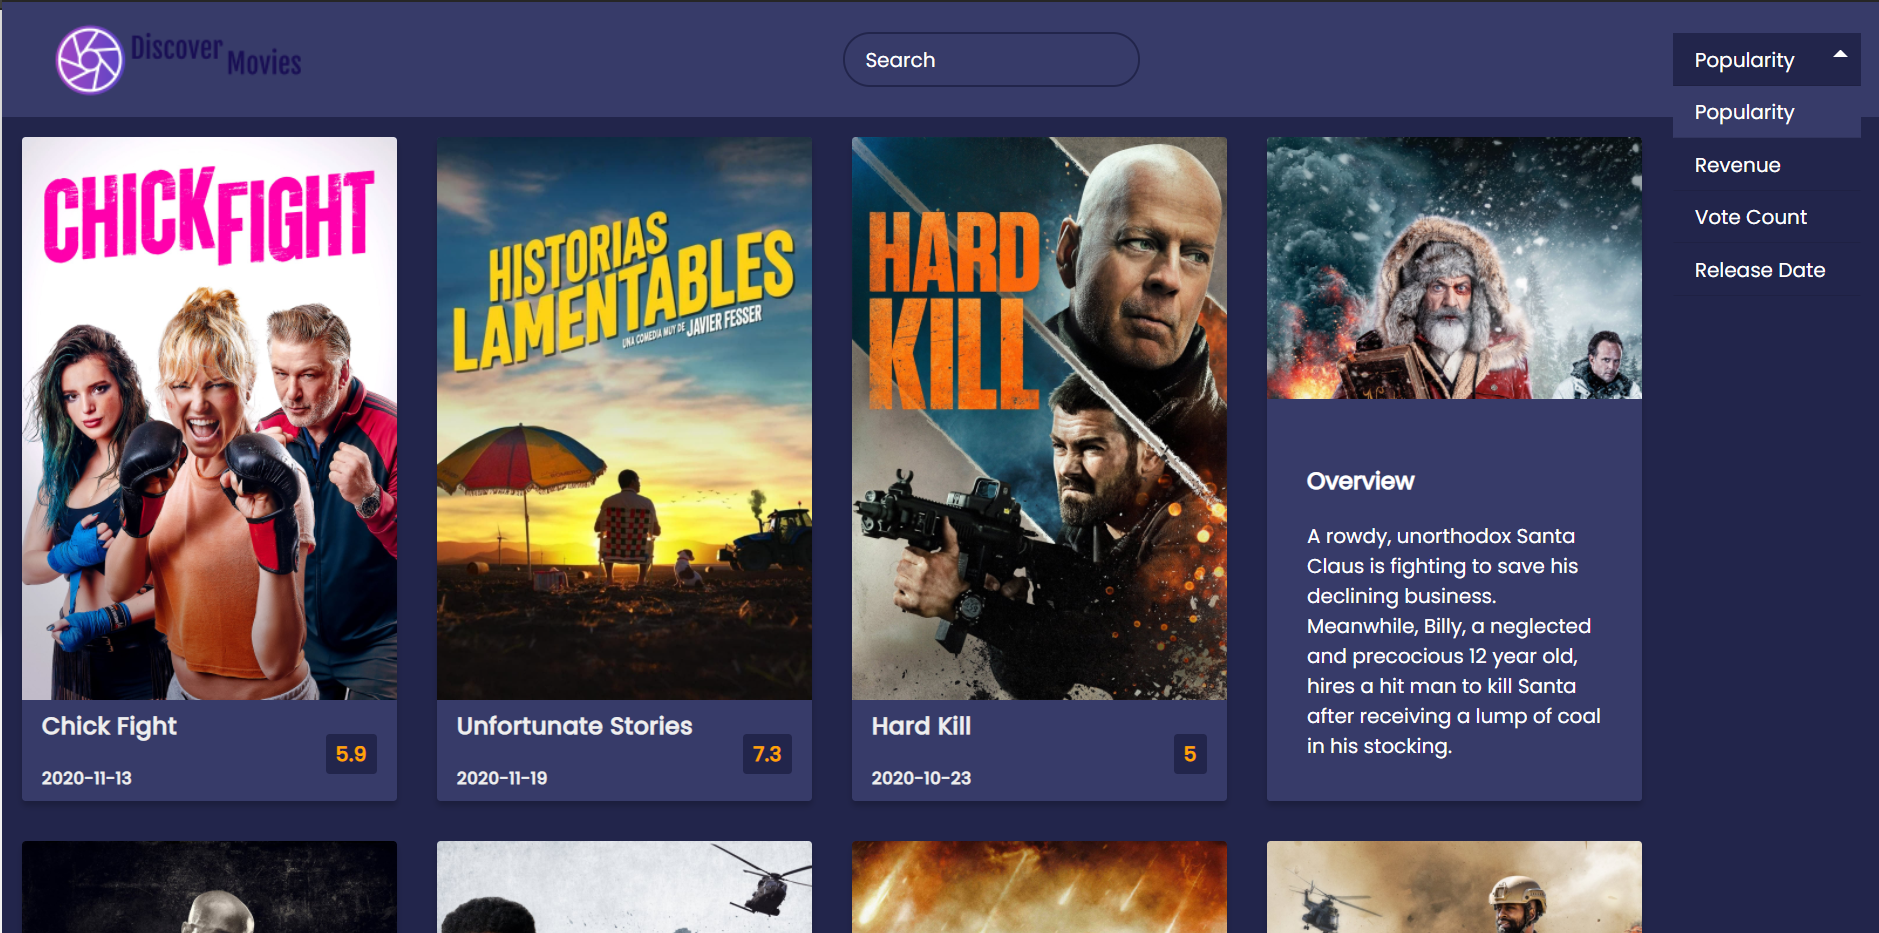 Discover
Movies
Search
Popularity
Popularity
Revenue
Vote Count
Release Date
CHICKFIGHT
Chick Fight
5.9
2020-11-13
HISTORIAS
LAMENTABLES
UNA COMEDIA MUY DE JAVIER FESSER
Unfortunate Stories
7.3
2020-11-19
HARD
KILL
Hard Kill
5
2020-10-23
Overview
A rowdy, unorthodox Santa
Claus is fighting to save his
declining business.
Meanwhile, Billy, a neglected
and precocious 12 year old,
hires a hit man to kill Santa
after receiving a lump of coal
in his stocking.